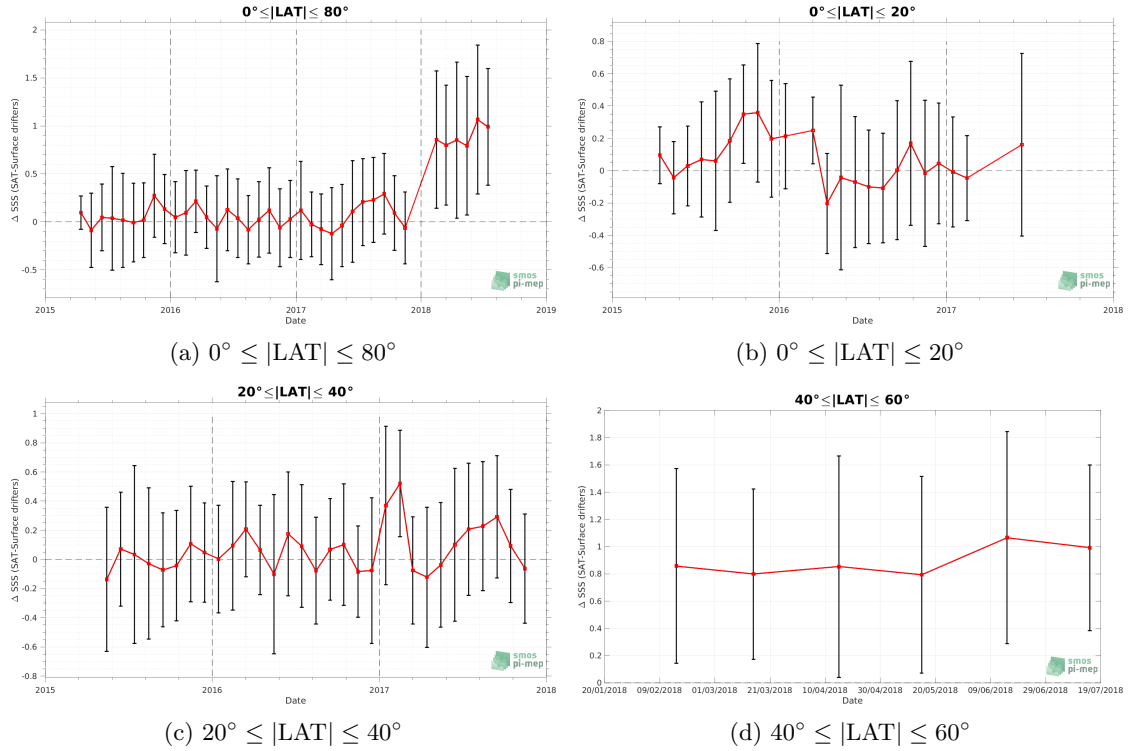 0°≤|LAT|≤ 80°
Δ SSS (SAT-Surface drifters)
2
1.5
1
0.5
0
-0.5
2015
2016
2017
2018
2019
Date
smos
pi-mep
(a) 0° ≤ |LAT| ≤ 80°
0°≤|LAT|≤ 20°
Δ SSS (SAT-Surface drifters)
0.8
0.6
0.4
0.2
0
-0.2
-0.4
-0.6
2015
2016
2017
2018
Date
smos
pi-mep
(b) 0° ≤ |LAT| ≤ 20°
20°≤|LAT|≤ 40°
Δ SSS (SAT-Surface drifters)
1
0.8
0.6
0.4
0.2
0
-0.2
-0.4
-0.6
-0.8
2015
2016
2017
2018
Date
smos
pi-mep
(c) 20° ≤ |LAT| ≤ 40°
40°≤|LAT|≤ 60°
Δ SSS (SAT-Surface drifters)
2
1.8
1.6
1.4
1.2
1
0.8
0.6
0.4
0.2
0
20/01/2018
09/02/2018
01/03/2018
21/03/2018
10/04/2018
30/04/2018
20/05/2018
09/06/2018
29/06/2018
19/07/2018
Date
smos
pi-mep
(d) 40° ≤ |LAT| ≤ 60°